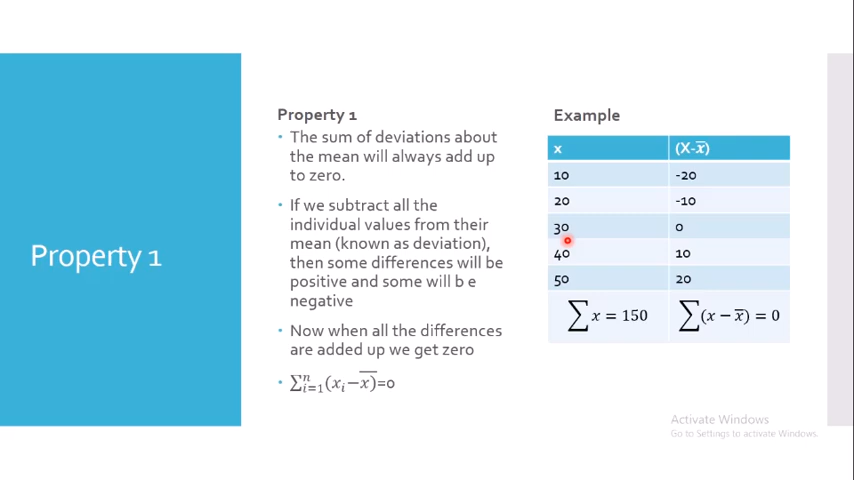 Property 1
Property 1
• The sum of deviations about
the mean will always add up
to zero.
• If we subtract all the
individual values from their
mean (known as deviation),
then some differences will be
positive and some will b e
negative
• Now when all the differences
are added up we get zero
• ∑ⁿᵢ₌₁(xᵢ−x̅)=0
Example
x (X-x̅)
10 -20
20 -10
30 0
40 10
50 20
∑x = 150 ∑(x − x̅) = 0
Activate Windows
Go to Settings to activate Windows.